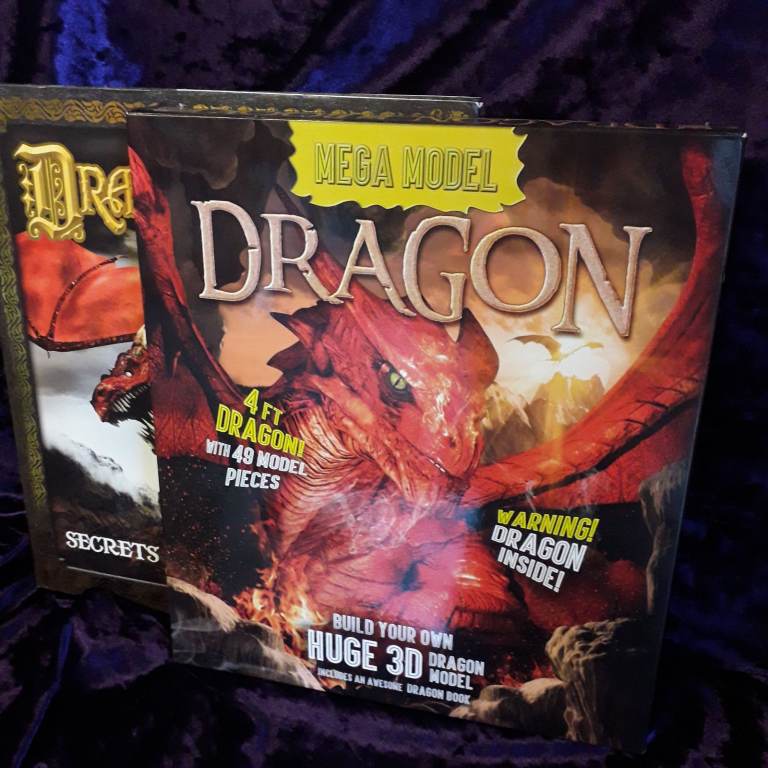 MEGA MODEL
DRAGON
4 FT
DRAGON!
WITH 49 MODEL
PIECES
WARNING!
DRAGON
INSIDE!
BUILD YOUR OWN
HUGE 3D DRAGON
MODEL
INCLUDES AN AWESOME DRAGON BOOK
DRA
SECRETS